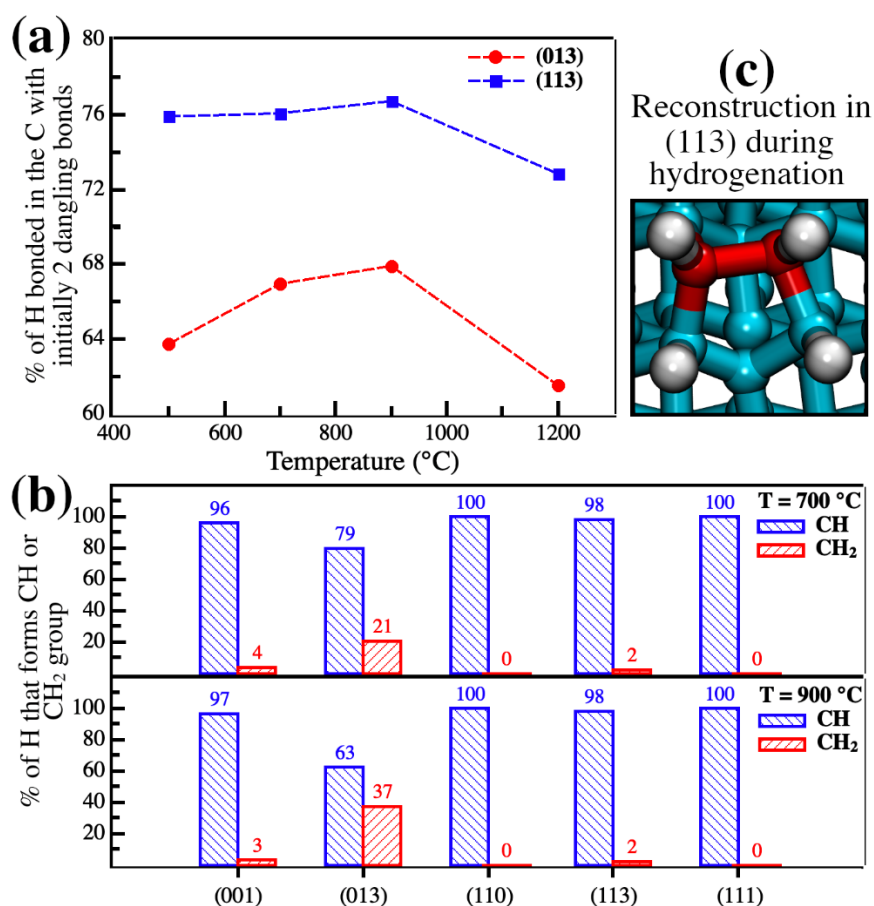 (a)
% of H bonded in the C with
initially 2 dangling bonds
80
76
72
68
64
60
400
600
800
1000
1200
Temperature (°C)
(013)
(113)
(c)
Reconstruction in
(113) during
hydrogenation
(b)
% of H that forms CH or
CH₂ group
100
80
60
40
20
T = 700 °C
CH
CH₂
96
4
79
21
100
0
98
2
100
0
100
80
60
40
20
T = 900 °C
CH
CH₂
97
3
63
37
100
0
98
2
100
0
(001)
(013)
(110)
(113)
(111)